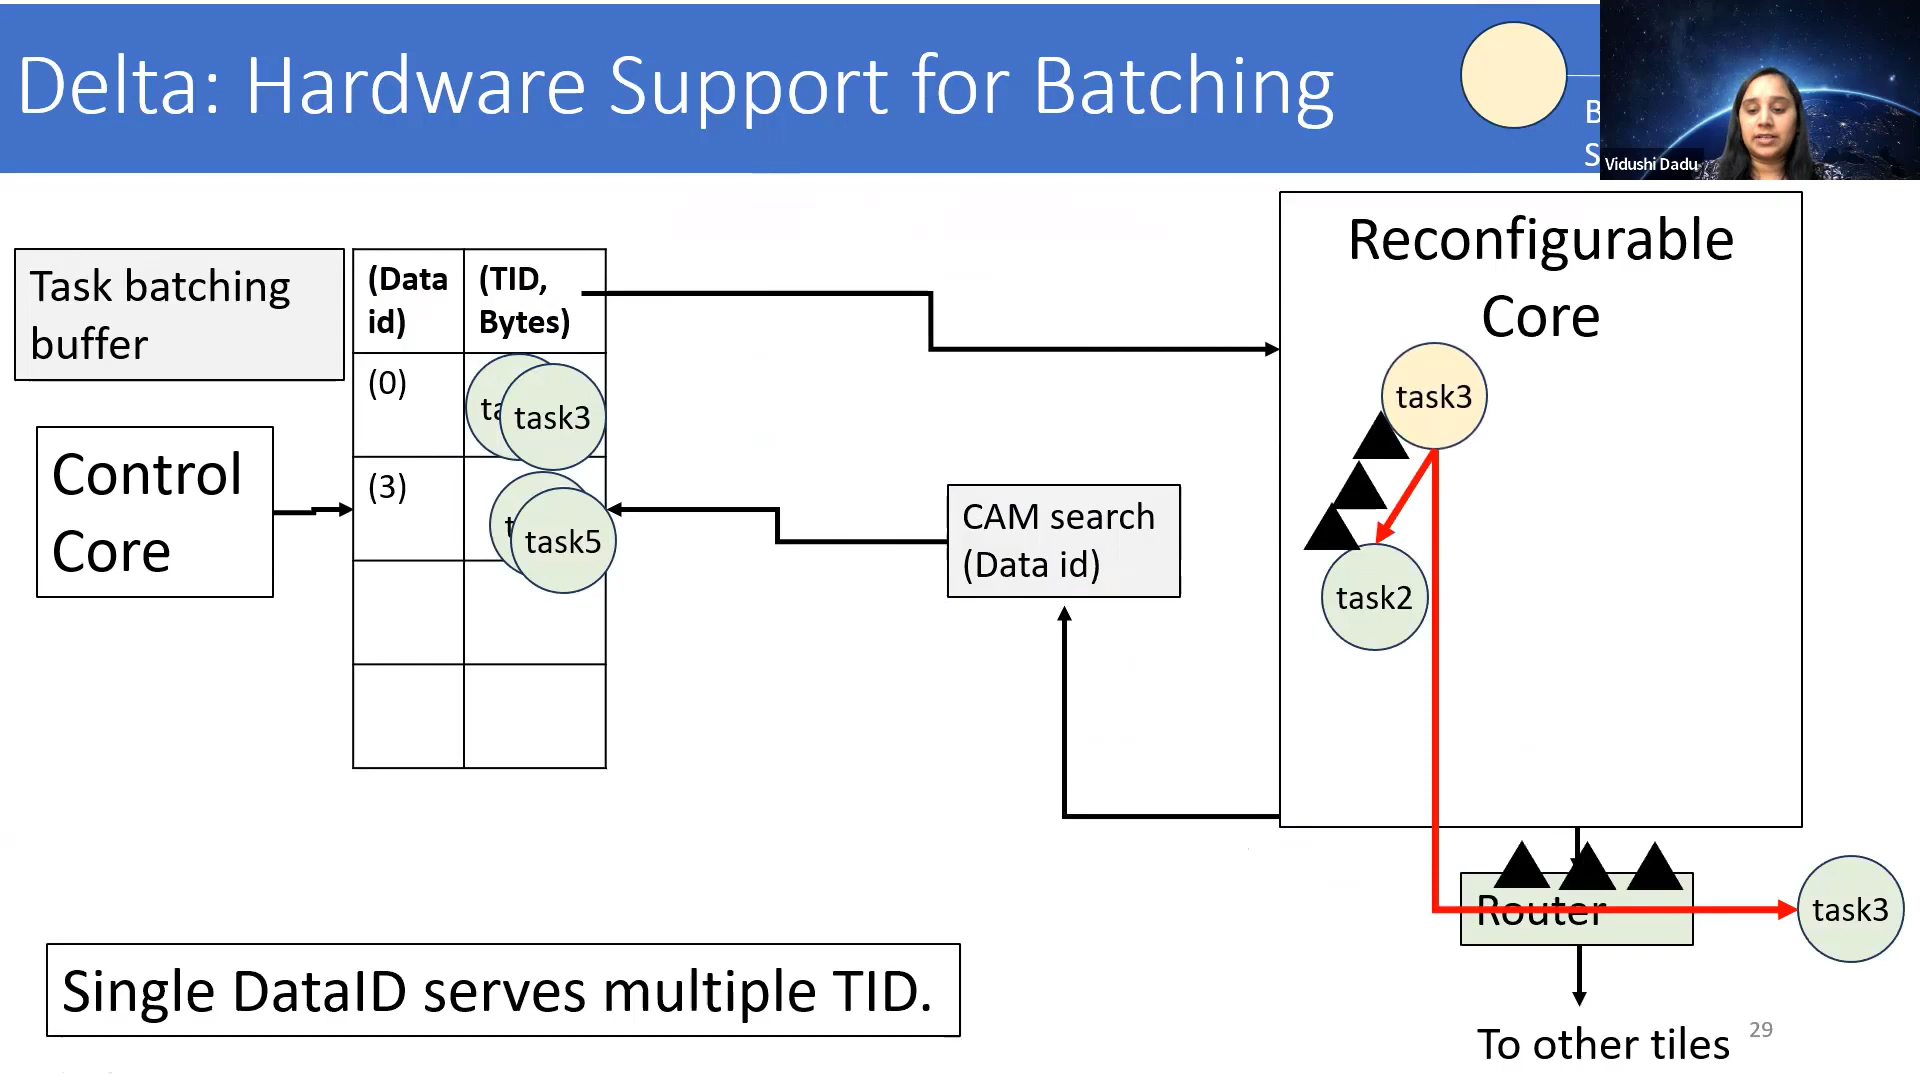 Delta: Hardware Support for Batching
B
S
Vidushi Dadu
Task batching
buffer
(Data
id)
(TID,
Bytes)
(0)
task3
(3)
task5
Control
Core
CAM search
(Data id)
Reconfigurable
Core
task3
task2
Router
task3
To other tiles
Single DataID serves multiple TID.
29